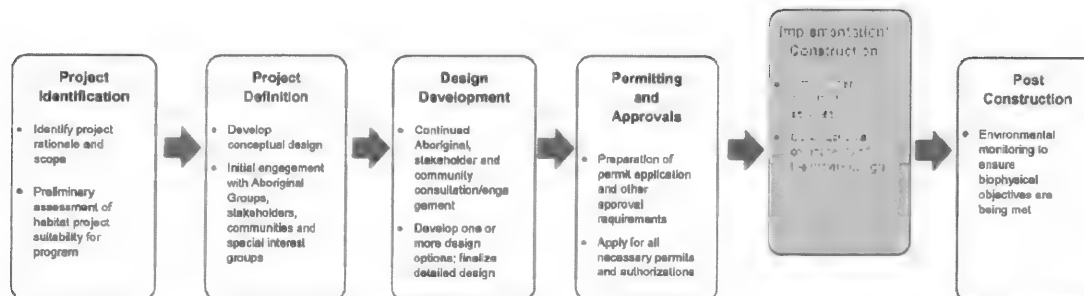 Project
Identification
• Identify project
rationale and
scope
• Preliminary
assessment of
habitat project
suitability for
program
Project
Definition
• Develop
conceptual design
• Initial engagement
with Aboriginal
Groups,
stakeholders,
communities and
special interest
groups
Design
Development
• Continued
Aboriginal,
stakeholder and
community
consultation/enga
gement
• Develop one or
more design
options; finalize
detailed design
Permitting
and
Approvals
• Preparation of
permit application
and other
approval
requirements
• Apply for all
necessary permits
and authorizations
Implementation/
Construction
Post
Construction
• Environmental
monitoring to
ensure
biophysical
objectives are
being met